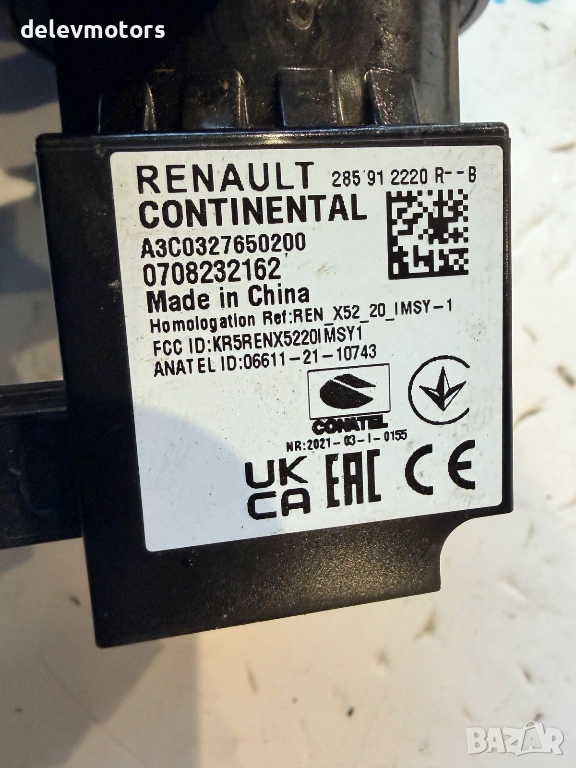 delevmotors
RENAULT 285 91 2220 R--B
CONTINENTAL
A3C0327650200
0708232162
Made in China
Homologation Ref:REN_X52_20_IMSY-1
FCC ID:KR5RENX5220IMSY1
ANATEL ID:06611-21-10743
CONATEL
NR:2021-03-I-0155
UK
CA
EAC
CE
BAZAR